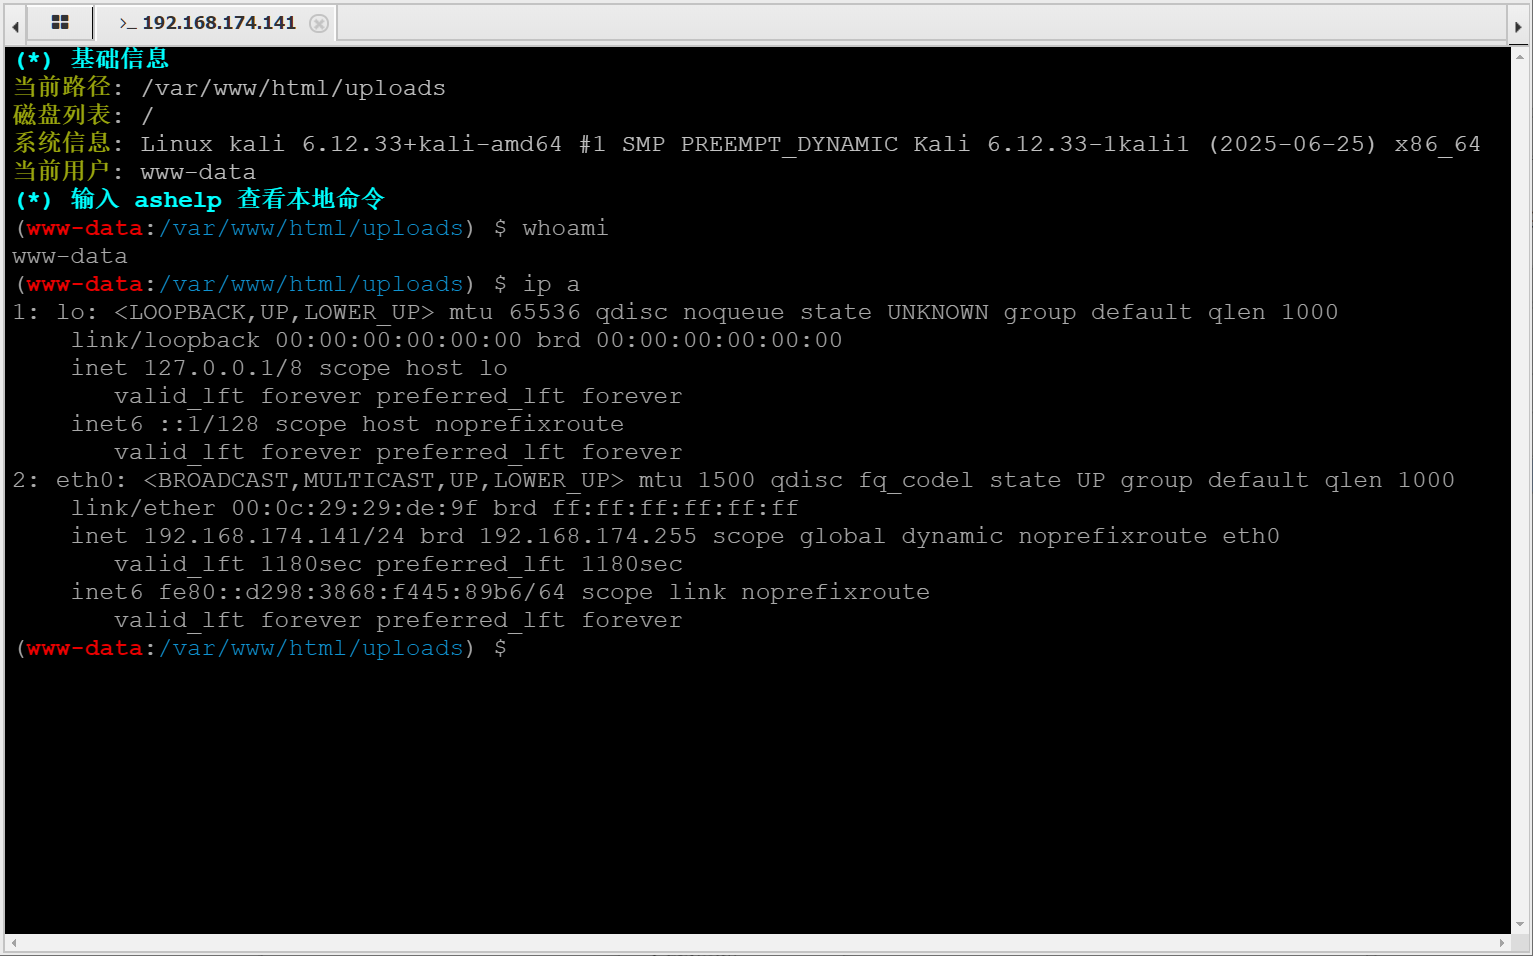 >_ 192.168.174.141
(*) 基础信息
当前路径: /var/www/html/uploads
磁盘列表: /
系统信息: Linux kali 6.12.33+kali-amd64 #1 SMP PREEMPT_DYNAMIC Kali 6.12.33-1kali1 (2025-06-25) x86_64
当前用户: www-data
(*) 输入 ashelp 查看本地命令
(www-data:/var/www/html/uploads) $ whoami
www-data
(www-data:/var/www/html/uploads) $ ip a
1: lo: <LOOPBACK,UP,LOWER_UP> mtu 65536 qdisc noqueue state UNKNOWN group default qlen 1000
    link/loopback 00:00:00:00:00:00 brd 00:00:00:00:00:00
    inet 127.0.0.1/8 scope host lo
       valid_lft forever preferred_lft forever
    inet6 ::1/128 scope host noprefixroute
       valid_lft forever preferred_lft forever
2: eth0: <BROADCAST,MULTICAST,UP,LOWER_UP> mtu 1500 qdisc fq_codel state UP group default qlen 1000
    link/ether 00:0c:29:29:de:9f brd ff:ff:ff:ff:ff:ff
    inet 192.168.174.141/24 brd 192.168.174.255 scope global dynamic noprefixroute eth0
       valid_lft 1180sec preferred_lft 1180sec
    inet6 fe80::d298:3868:f445:89b6/64 scope link noprefixroute
       valid_lft forever preferred_lft forever
(www-data:/var/www/html/uploads) $